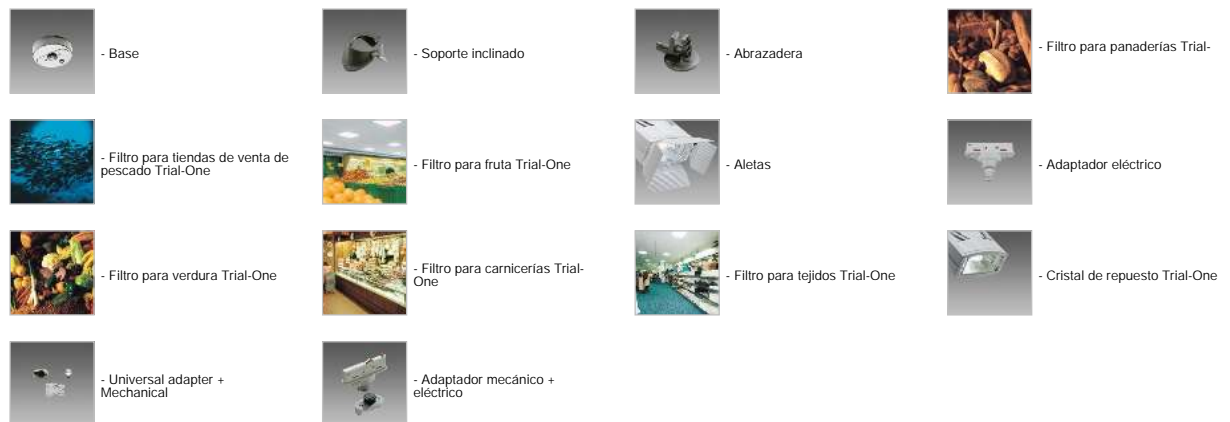 - Base
- Soporte inclinado
- Abrazadera
- Filtro para panaderías Trial-
- Filtro para tiendas de venta de
pescado Trial-One
- Filtro para fruta Trial-One
- Aletas
- Adaptador eléctrico
- Filtro para verdura Trial-One
- Filtro para carnicerías Trial-
One
- Filtro para tejidos Trial-One
- Cristal de repuesto Trial-One
- Universal adapter +
Mechanical
- Adaptador mecánico +
eléctrico